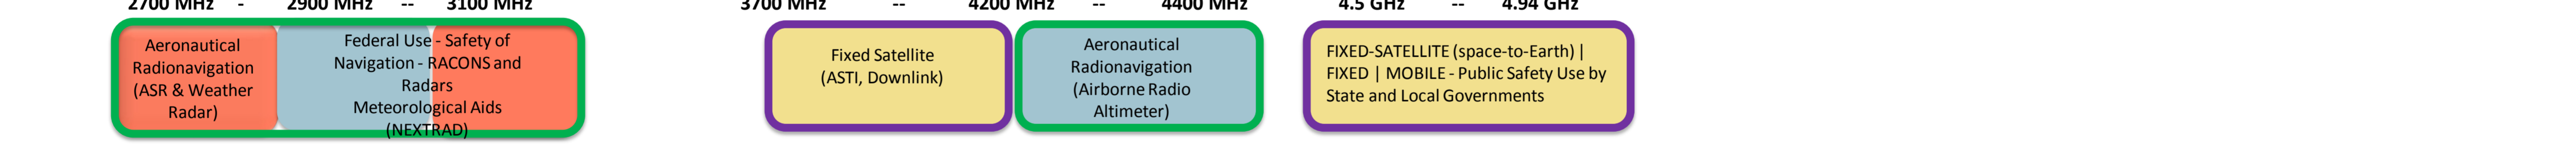 2700 MHz - 2900 MHz -- 3100 MHz 3700 MHz -- 4200 MHz -- 4400 MHz 4.5 GHz -- 4.94 GHz
Aeronautical
Radionavigation
(ASR & Weather
Radar)
Federal Use - Safety of
Navigation - RACONS and
Radars
Meteorological Aids
(NEXTRAD)
Fixed Satellite
(ASTI, Downlink)
Aeronautical
Radionavigation
(Airborne Radio
Altimeter)
FIXED-SATELLITE (space-to-Earth) |
FIXED | MOBILE - Public Safety Use by
State and Local Governments